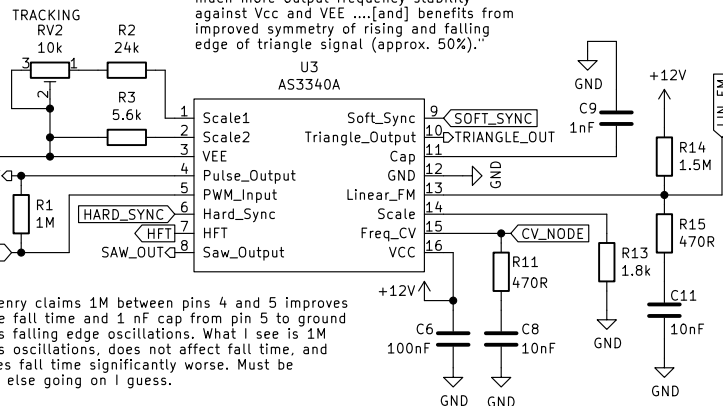 much more output frequency stability
against Vcc and VEE ....[and] benefits from
improved symmetry of rising and falling
edge of triangle signal (approx. 50%)."
TRACKING
RV2
10k
3
1
2
R2
24k
R3
5.6k
U3
AS3340A
1
Scale1
2
Scale2
3
VEE
4
Pulse_Output
5
PWM_Input
6
Hard_Sync
7
HFT
8
Saw_Output
Soft_Sync
9
Triangle_Output
10
Cap
11
GND
12
Linear_FM
13
Scale
14
Freq_CV
15
VCC
16
R1
1M
HARD_SYNC
HFT
SAW_OUT
SOFT_SYNC
TRIANGLE_OUT
GND
CV_NODE
GND
C9
1nF
+12V
R14
1.5M
LIN_FM
R15
470R
R13
1.8k
GND
C11
10nF
GND
R11
470R
+12V
C6
100nF
GND
C8
10nF
GND
enry claims 1M between pins 4 and 5 improves
e fall time and 1 nF cap from pin 5 to ground
s falling edge oscillations. What I see is 1M
s oscillations, does not affect fall time, and
es fall time significantly worse. Must be
else going on I guess.